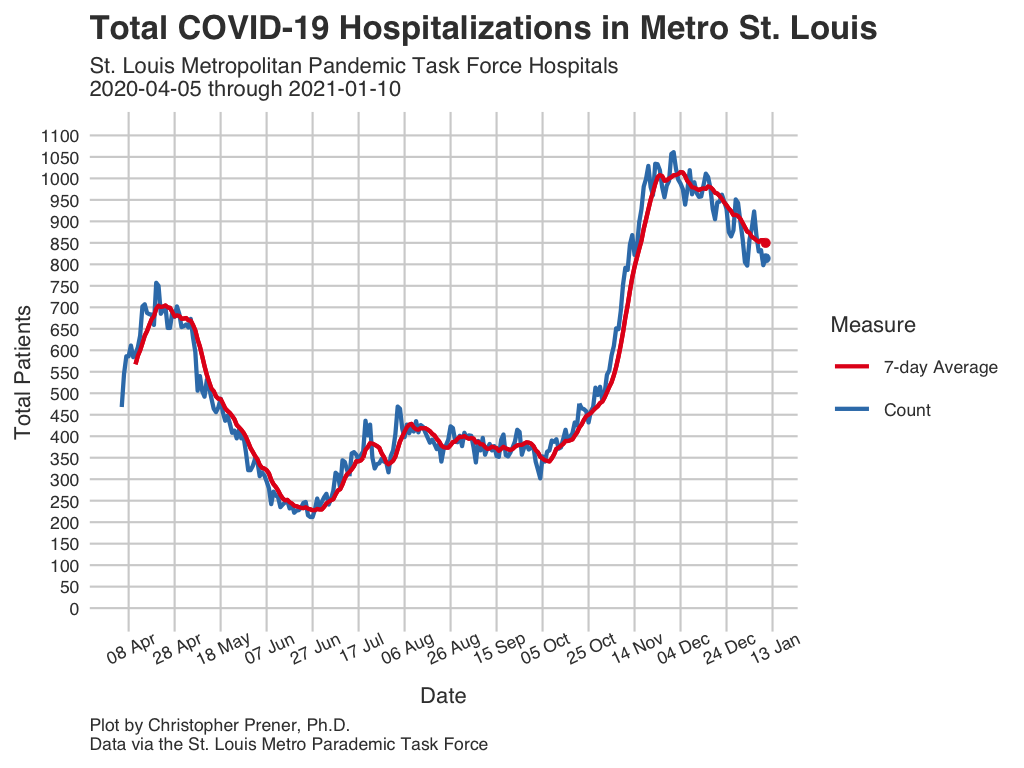 Total COVID-19 Hospitalizations in Metro St. Louis
St. Louis Metropolitan Pandemic Task Force Hospitals
2020-04-05 through 2021-01-10
1100
1050
1000
950
900
850
800
750
700
650
600
550
500
450
400
350
300
250
200
150
100
50
0
Total Patients
08 Apr
28 Apr
18 May
07 Jun
27 Jun
17 Jul
06 Aug
26 Aug
15 Sep
05 Oct
25 Oct
14 Nov
04 Dec
24 Dec
13 Jan
Date
Measure
7-day Average
Count
Plot by Christopher Prener, Ph.D.
Data via the St. Louis Metro Parademic Task Force